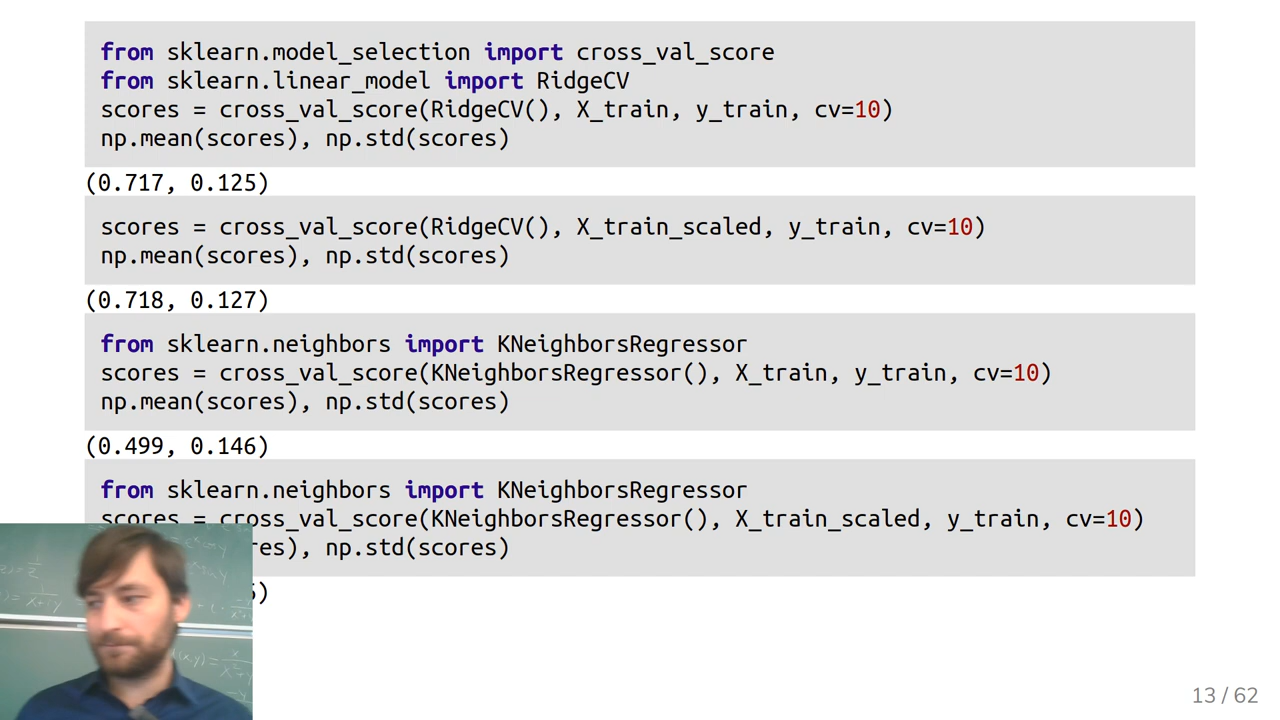 from sklearn.model_selection import cross_val_score
from sklearn.linear_model import RidgeCV
scores = cross_val_score(RidgeCV(), X_train, y_train, cv=10)
np.mean(scores), np.std(scores)
(0.717, 0.125)
scores = cross_val_score(RidgeCV(), X_train_scaled, y_train, cv=10)
np.mean(scores), np.std(scores)
(0.718, 0.127)
from sklearn.neighbors import KNeighborsRegressor
scores = cross_val_score(KNeighborsRegressor(), X_train, y_train, cv=10)
np.mean(scores), np.std(scores)
(0.499, 0.146)
from sklearn.neighbors import KNeighborsRegressor
scores = cross_val_score(KNeighborsRegressor(), X_train_scaled, y_train, cv=10)
np.std(scores)
13 / 62